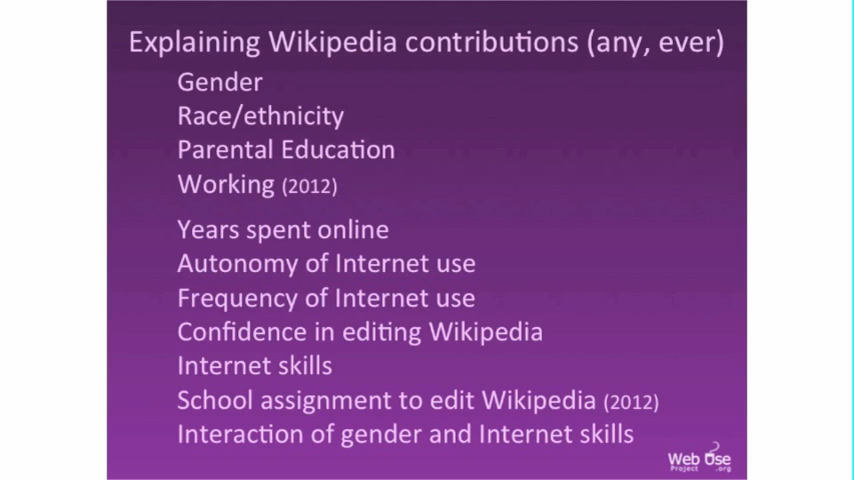 Explaining Wikipedia contributions (any, ever)
Gender
Race/ethnicity
Parental Education
Working (2012)
Years spent online
Autonomy of Internet use
Frequency of Internet use
Confidence in editing Wikipedia
Internet skills
School assignment to edit Wikipedia (2012)
Interaction of gender and Internet skills
Web Use
Project .org